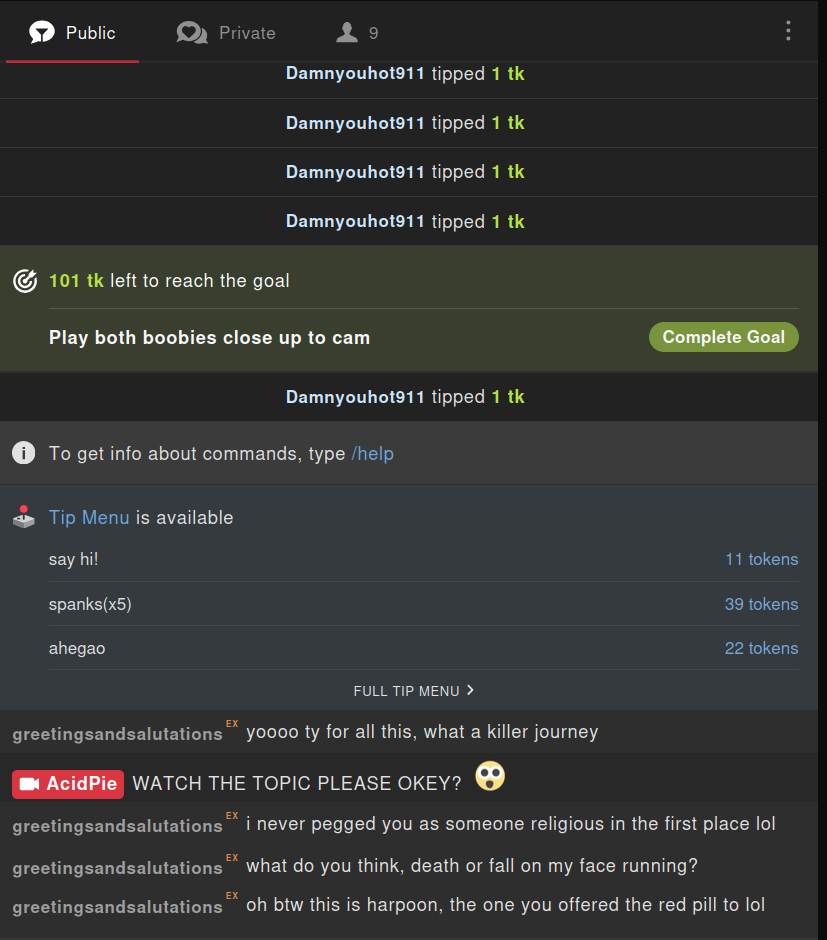 Public Private 9
Damnyouhot911 tipped 1 tk
Damnyouhot911 tipped 1 tk
Damnyouhot911 tipped 1 tk
Damnyouhot911 tipped 1 tk
101 tk left to reach the goal
Play both boobies close up to cam Complete Goal
Damnyouhot911 tipped 1 tk
To get info about commands, type /help
Tip Menu is available
say hi! 11 tokens
spanks(x5) 39 tokens
ahegao 22 tokens
FULL TIP MENU >
greetingsandsalutations EX yoooo ty for all this, what a killer journey
AcidPie WATCH THE TOPIC PLEASE OKEY?
greetingsandsalutations EX i never pegged you as someone religious in the first place lol
greetingsandsalutations EX what do you think, death or fall on my face running?
greetingsandsalutations EX oh btw this is harpoon, the one you offered the red pill to lol